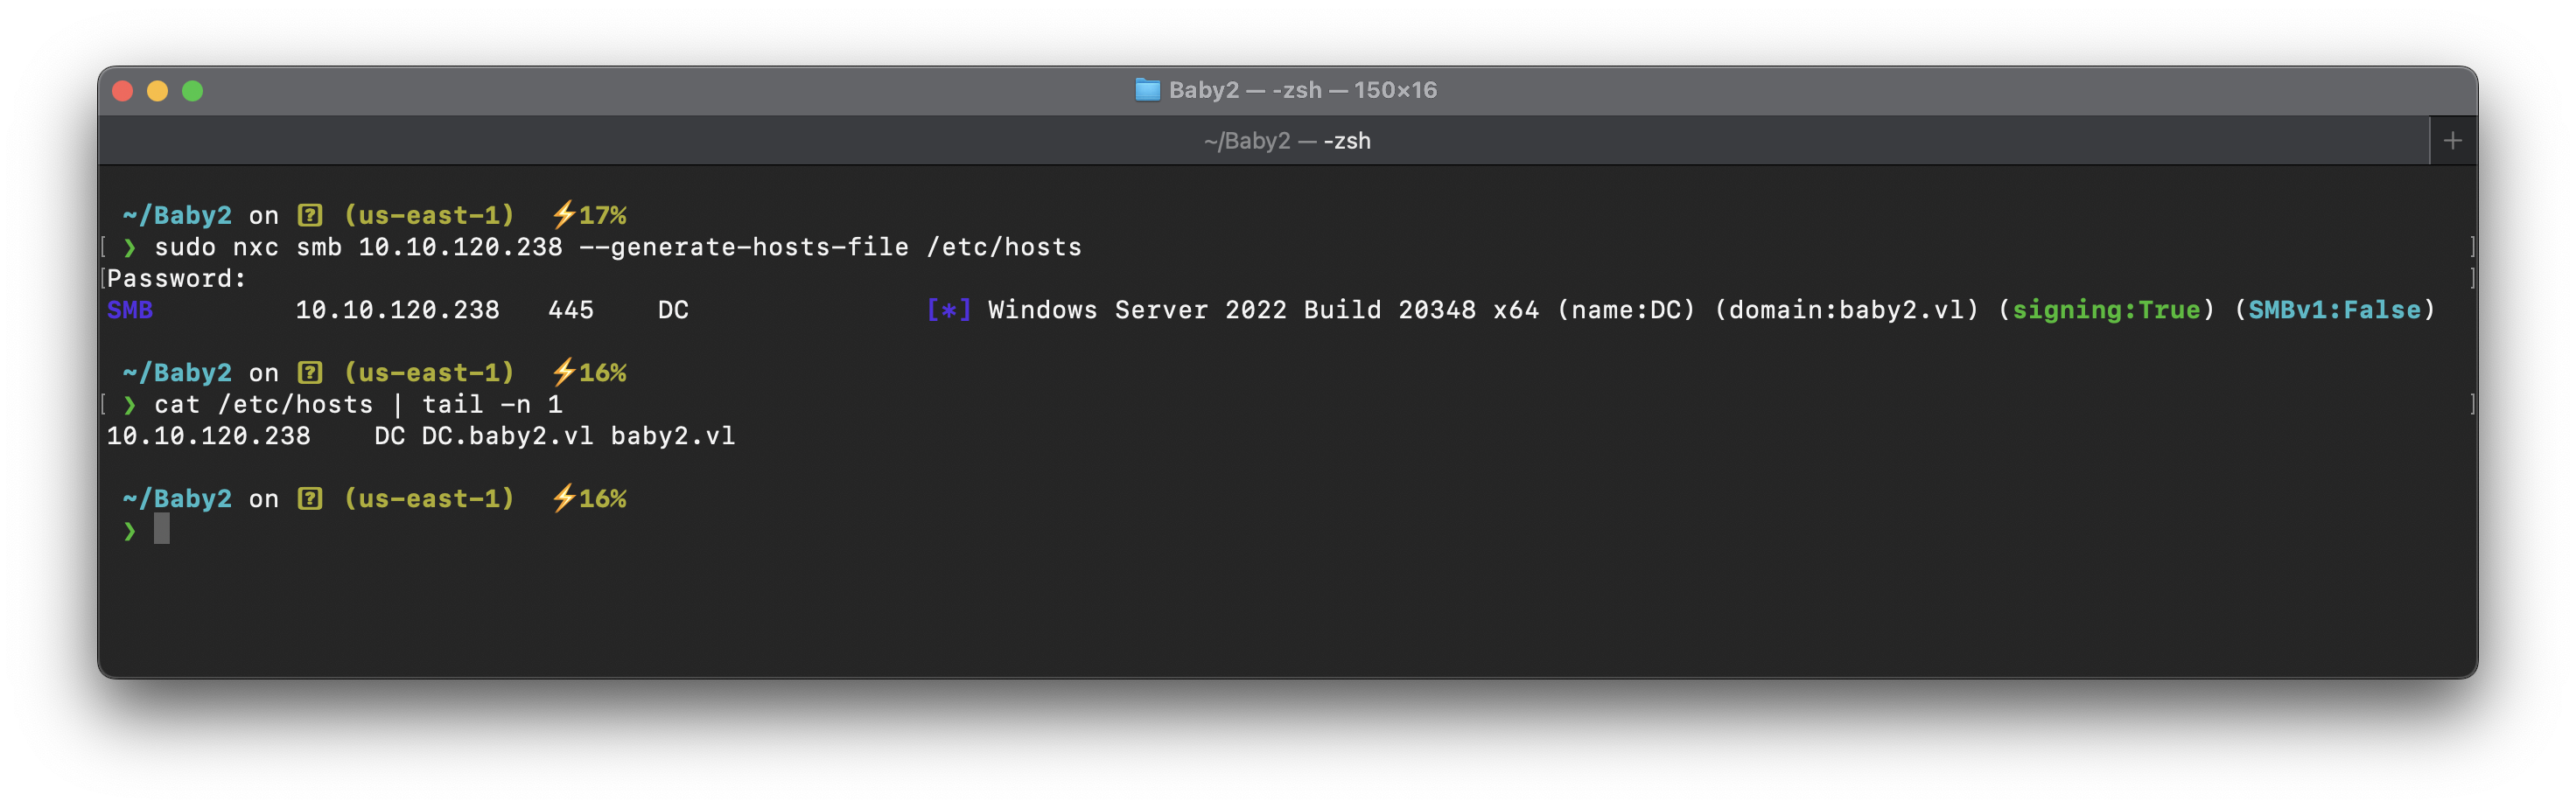 Baby2 — -zsh — 150×16
~/Baby2 — -zsh
~/Baby2 on ? (us-east-1) ⚡17%
[ ❯ sudo nxc smb 10.10.120.238 --generate-hosts-file /etc/hosts ]
[Password: ]
SMB 10.10.120.238 445 DC [*] Windows Server 2022 Build 20348 x64 (name:DC) (domain:baby2.vl) (signing:True) (SMBv1:False)
~/Baby2 on ? (us-east-1) ⚡16%
[ ❯ cat /etc/hosts | tail -n 1 ]
10.10.120.238 DC DC.baby2.vl baby2.vl
~/Baby2 on ? (us-east-1) ⚡16%
❯